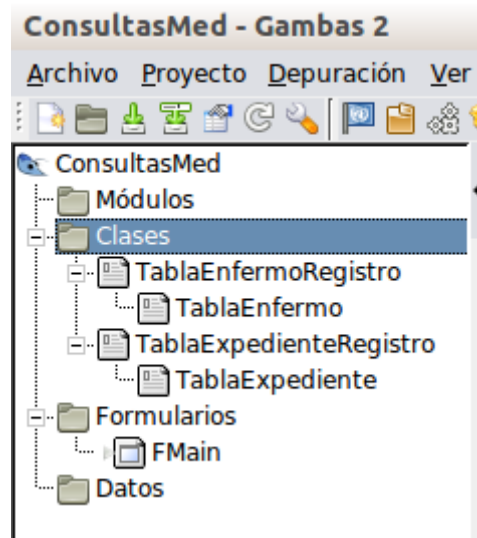 ConsultasMed - Gambas 2
Archivo Proyecto Depuración Ver
ConsultasMed
Módulos
Clases
TablaEnfermoRegistro
TablaEnfermo
TablaExpedienteRegistro
TablaExpediente
Formularios
FMain
Datos